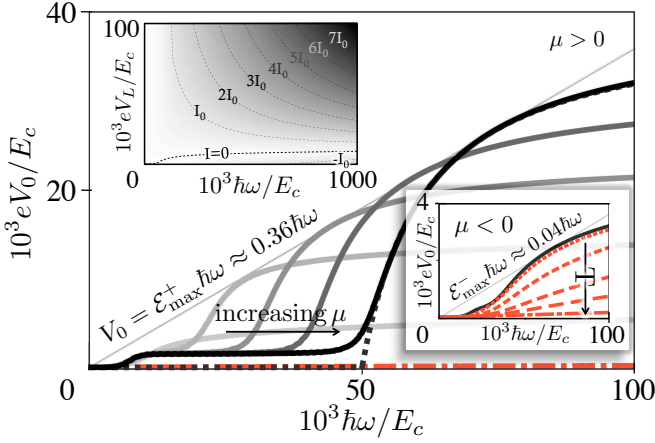 40
20
0
50
100
10³eV₀/E_c
10³ħω/E_c
μ > 0
V₀ = ℰ⁺_max ħω ≈ 0.36ħω
increasing μ
100
10³eV_L/E_c
10³ħω/E_c
1000
I₀
2I₀
3I₀
4I₀
5I₀
6I₀
7I₀
I=0
-I₀
4
0
10³eV₀/E_c
μ < 0
ℰ⁻_max ħω ≈ 0.04ħω
T
10³ħω/E_c
100